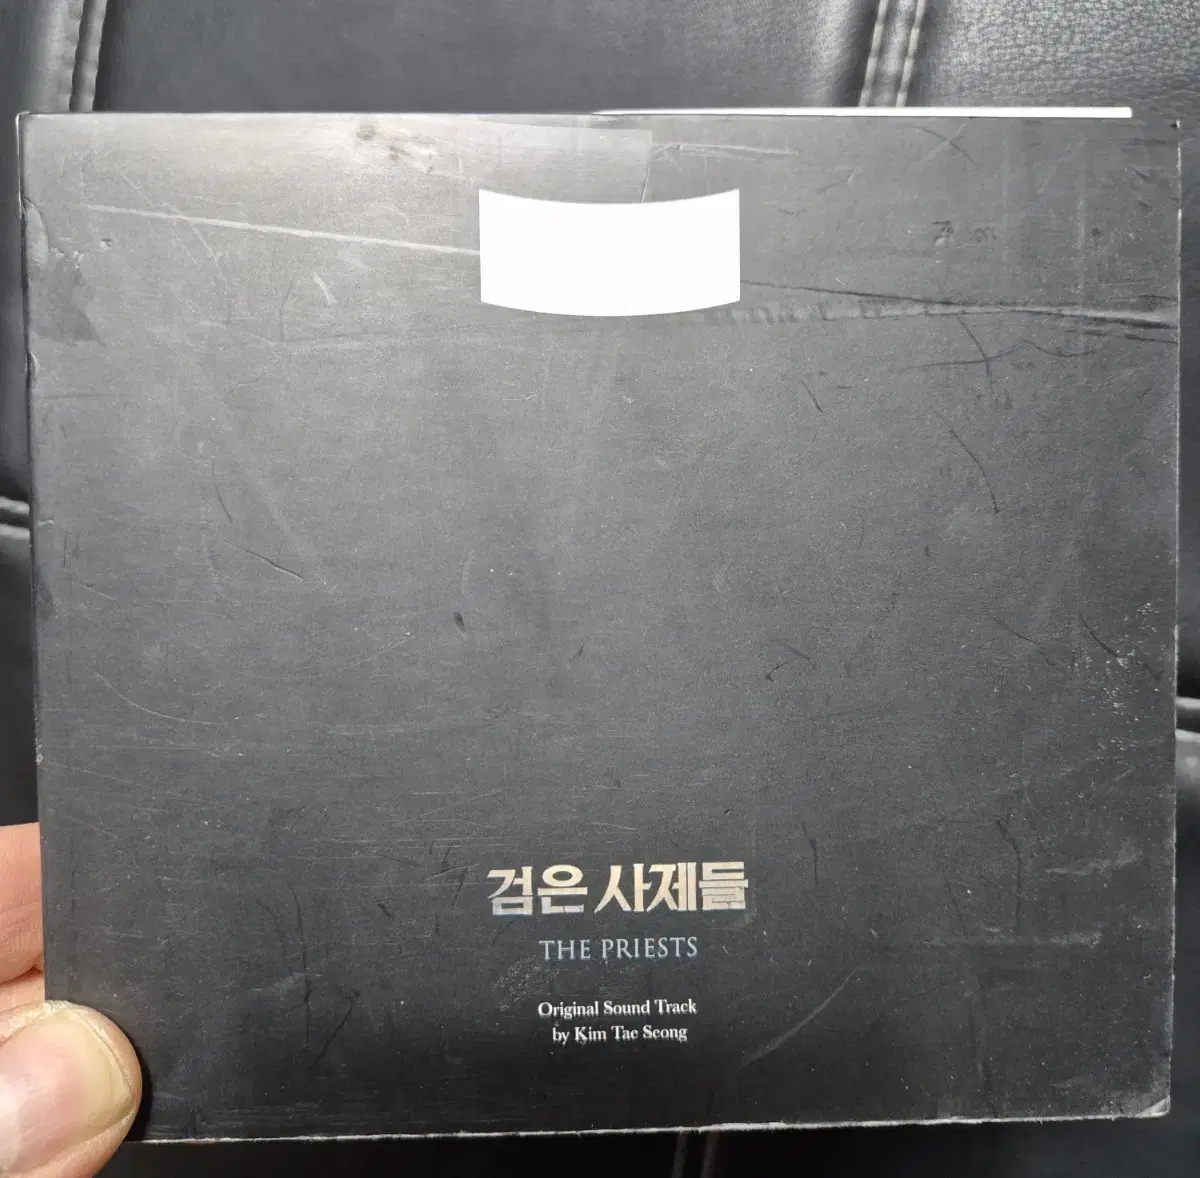 검은 사제들
THE PRIESTS
Original Sound Track
by Kim Tae Seong